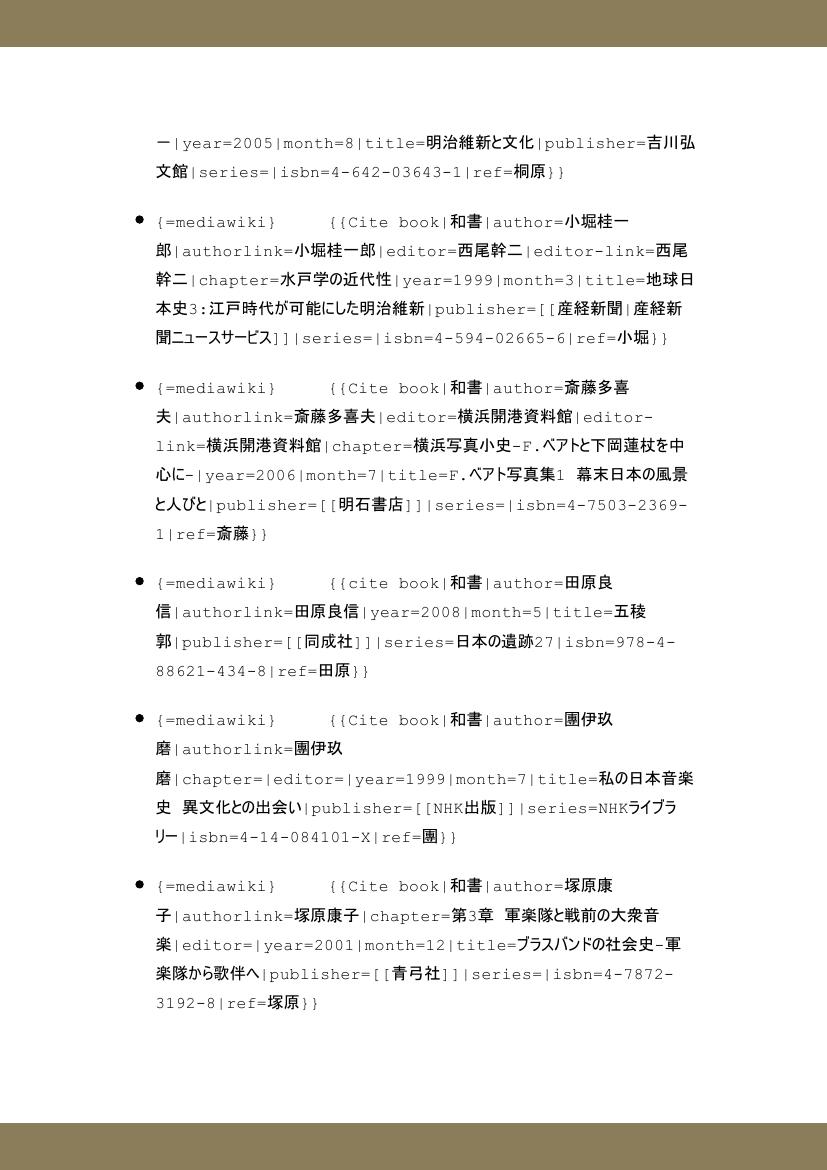 一|year=2005|month=8|title=明治維新と文化|publisher=吉川弘
文館|series=|isbn=4-642-03643-1|ref=桐原}}
• {=mediawiki} {{Cite book|和書|author=小堀桂一
郎|authorlink=小堀桂一郎|editor=西尾幹二|editor-link=西尾
幹二|chapter=水戸学の近代性|year=1999|month=3|title=地球日
本史3:江戸時代が可能にした明治維新|publisher=[[産経新聞|産経新
聞ニュースサービス]]|series=|isbn=4-594-02665-6|ref=小堀}}
• {=mediawiki} {{Cite book|和書|author=斎藤多喜
夫|authorlink=斎藤多喜夫|editor=横浜開港資料館|editor-
link=横浜開港資料館|chapter=横浜写真小史-F.ベアトと下岡蓮杖を中
心に-|year=2006|month=7|title=F.ベアト写真集1 幕末日本の風景
と人びと|publisher=[[明石書店]]|series=|isbn=4-7503-2369-
1|ref=斎藤}}
• {=mediawiki} {{cite book|和書|author=田原良
信|authorlink=田原良信|year=2008|month=5|title=五稜
郭|publisher=[[同成社]]|series=日本の遺跡27|isbn=978-4-
88621-434-8|ref=田原}}
• {=mediawiki} {{Cite book|和書|author=團伊玖
磨|authorlink=團伊玖
磨|chapter=|editor=|year=1999|month=7|title=私の日本音楽
史 異文化との出会い|publisher=[[NHK出版]]|series=NHKライブラ
リー|isbn=4-14-084101-X|ref=團}}
• {=mediawiki} {{Cite book|和書|author=塚原康
子|authorlink=塚原康子|chapter=第3章 軍楽隊と戦前の大衆音
楽|editor=|year=2001|month=12|title=ブラスバンドの社会史-軍
楽隊から歌伴へ|publisher=[[青弓社]]|series=|isbn=4-7872-
3192-8|ref=塚原}}